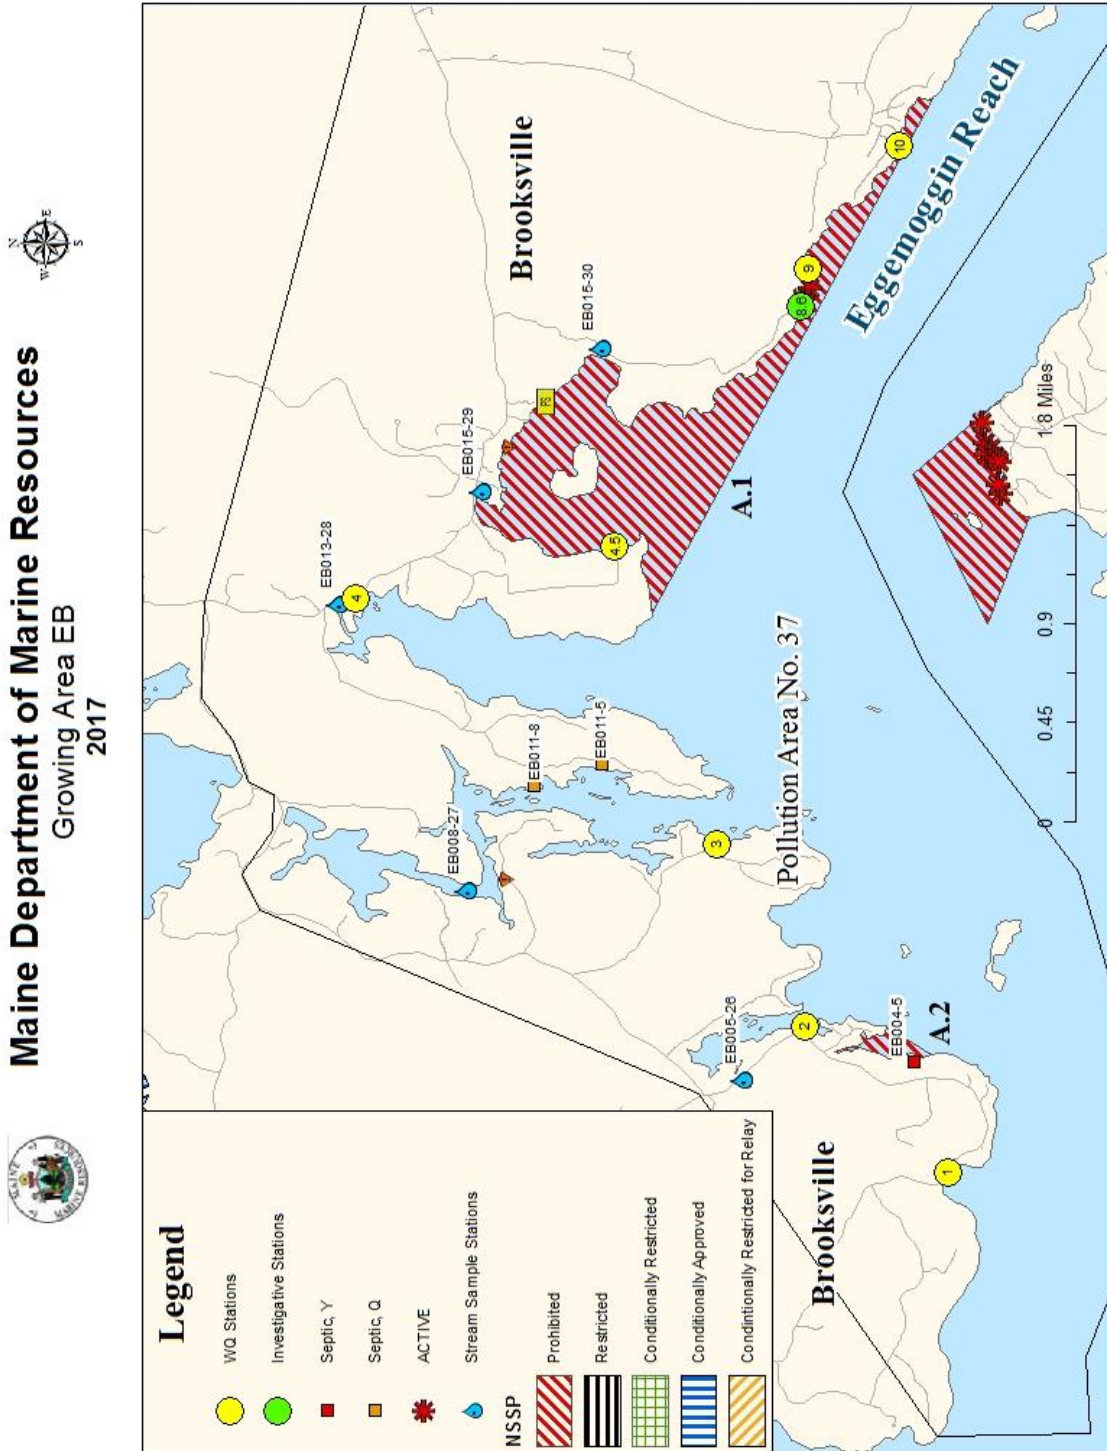 Maine Department of Marine Resources
Growing Area EB
2017
N
E
S
W
MAINE
Legend
WQ Stations
Investigative Stations
Septic, Y
Septic, Q
ACTIVE
Stream Sample Stations
NSSP
Prohibited
Restricted
Conditionally Restricted
Conditionally Approved
Condintionally Restricted for Relay
EB013-28
4
EB015-29
Brooksville
EB015-30
PS
4.5
EB008-27
EB011-8
EB011-5
3
A.1
8.6
9
10
Eggemoggin Reach
Pollution Area No. 37
EB005-26
2
EB004-5
A.2
Brooksville
1
0
0.45
0.9
1.8 Miles